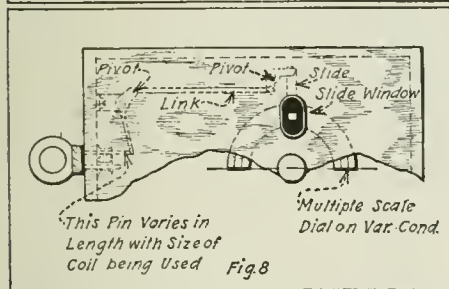 Pivot
Pivot
Slide
Slide Window
Link
This Pin Varies in
Length with Size of
Coil being Used
Multiple Scale
Dial on Var. Cond.
Fig. 8